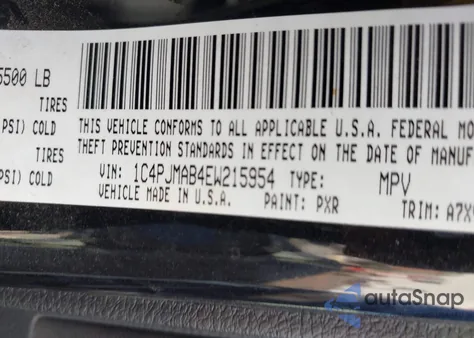 5500 LB
TIRES
PSI) COLD
TIRES
PSI) COLD
THIS VEHICLE CONFORMS TO ALL APPLICABLE U.S.A. FEDERAL MO
THEFT PREVENTION STANDARDS IN EFFECT ON THE DATE OF MANUF
VIN: 1C4PJMAB4EW215954 TYPE: MPV
VEHICLE MADE IN U.S.A. PAINT: PXR TRIM: A7X
autoSnap